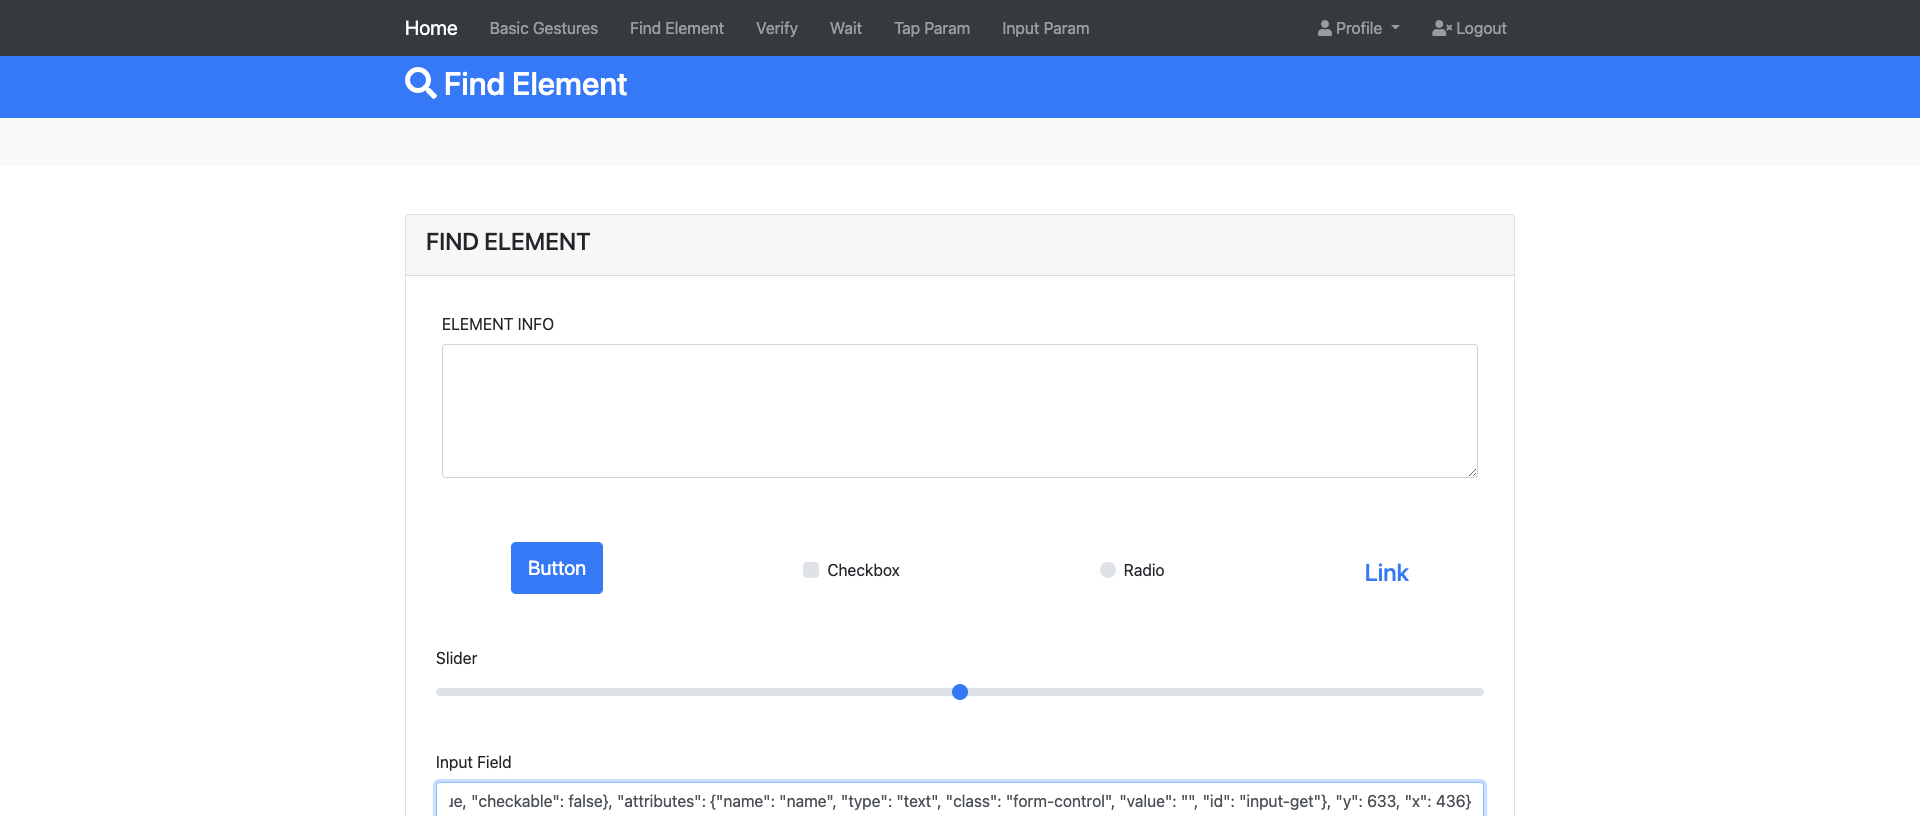 Home Basic Gestures Find Element Verify Wait Tap Param Input Param Profile Logout
Find Element
FIND ELEMENT
ELEMENT INFO
Button Checkbox Radio Link
Slider
Input Field
"checkable": false}, "attributes": {"name": "name", "type": "text", "class": "form-control", "value": "", "id": "input-get"}, "y": 633, "x": 436}